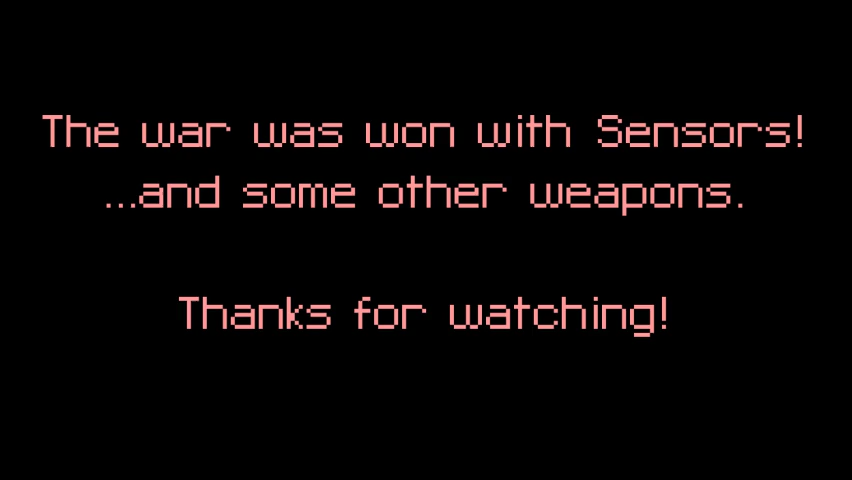 The war was won with Sensors!
...and some other weapons.
Thanks for watching!